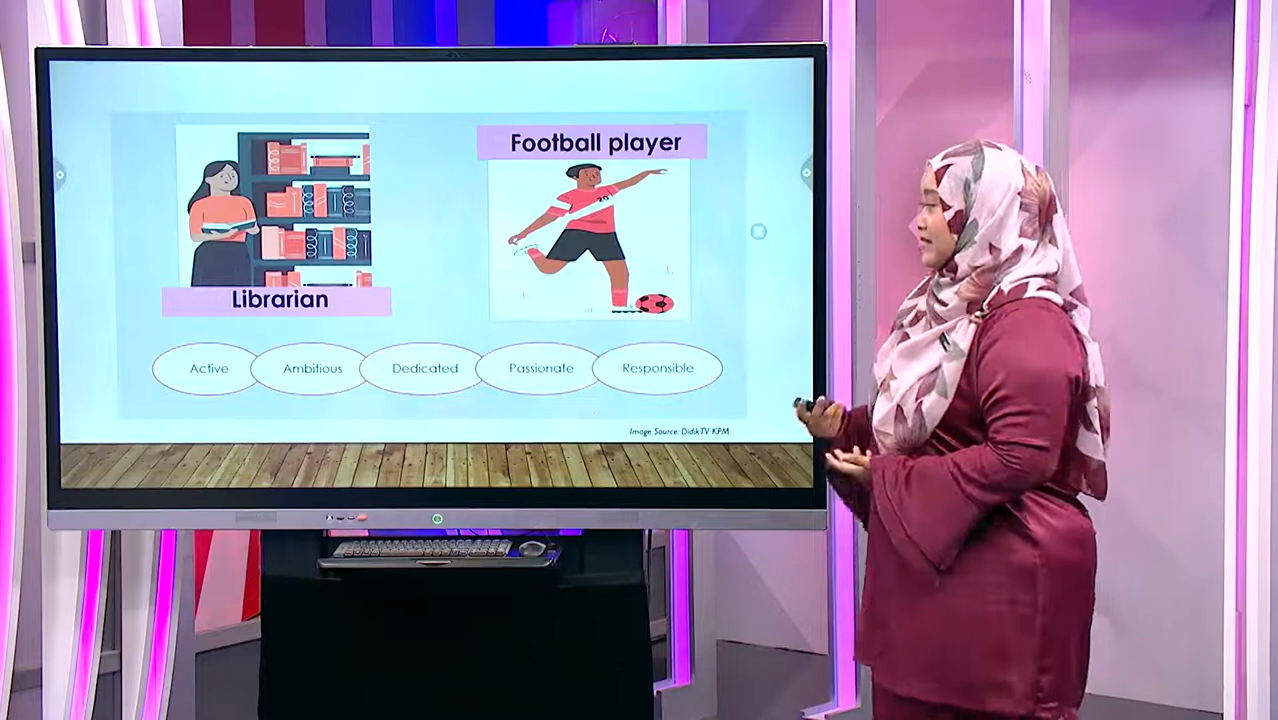 Football player
Librarian
Active Ambitious Dedicated Passionate Responsible
Image Source: DidikTV KPM